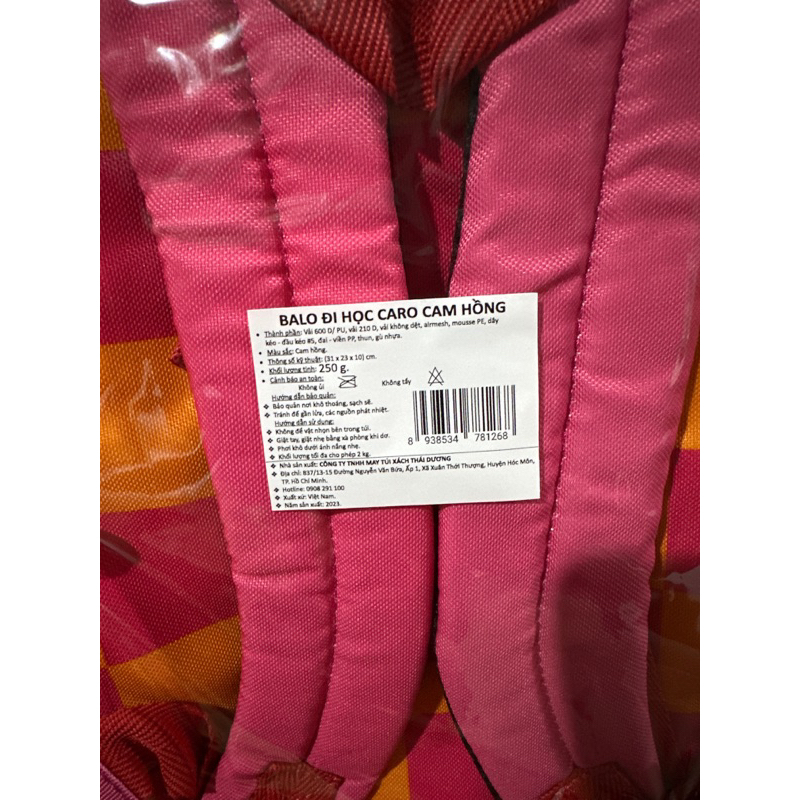 BALO ĐI HỌC CARO CAM HỒNG
• Thành phần: Vải 600 D/ PU, vải 210 D, vải không dệt, airmesh, mousse PE, dây
kéo - đầu kéo #5, đai - viền PP, thun, gù nhựa.
• Màu sắc: Cam hồng.
• Thông số kỹ thuật: (31 x 23 x 10) cm.
• Khối lượng tịnh: 250 g.
• Cảnh báo an toàn:
Không ủi Không tẩy
Hướng dẫn bảo quản:
❖ Bảo quản nơi khô thoáng, sạch sẽ.
❖ Tránh để gần lửa, các nguồn phát nhiệt.
Hướng dẫn sử dụng:
❖ Không để vật nhọn bên trong túi.
❖ Giặt tay, giặt nhẹ bằng xà phòng khi dơ.
❖ Phơi khô dưới ánh nắng nhẹ.
❖ Khối lượng tối đa cho phép 2 kg.
8 938534 781268
❖ Nhà sản xuất: CÔNG TY TNHH MAY TÚI XÁCH THÁI DƯƠNG
❖ Địa chỉ: B37/13-15 Đường Nguyễn Văn Bứa, Ấp 1, Xã Xuân Thới Thượng, Huyện Hóc Môn,
TP. Hồ Chí Minh.
❖ Hotline: 0908 291 100
❖ Xuất xứ: Việt Nam.
❖ Năm sản xuất: 2023.